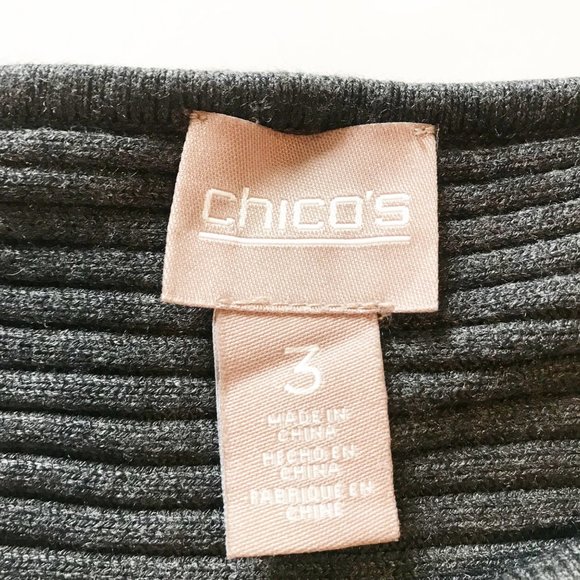 chico's
3
MADE IN
CHINA
HECHO EN
CHINA
FABRIQUÉ EN
CHINE